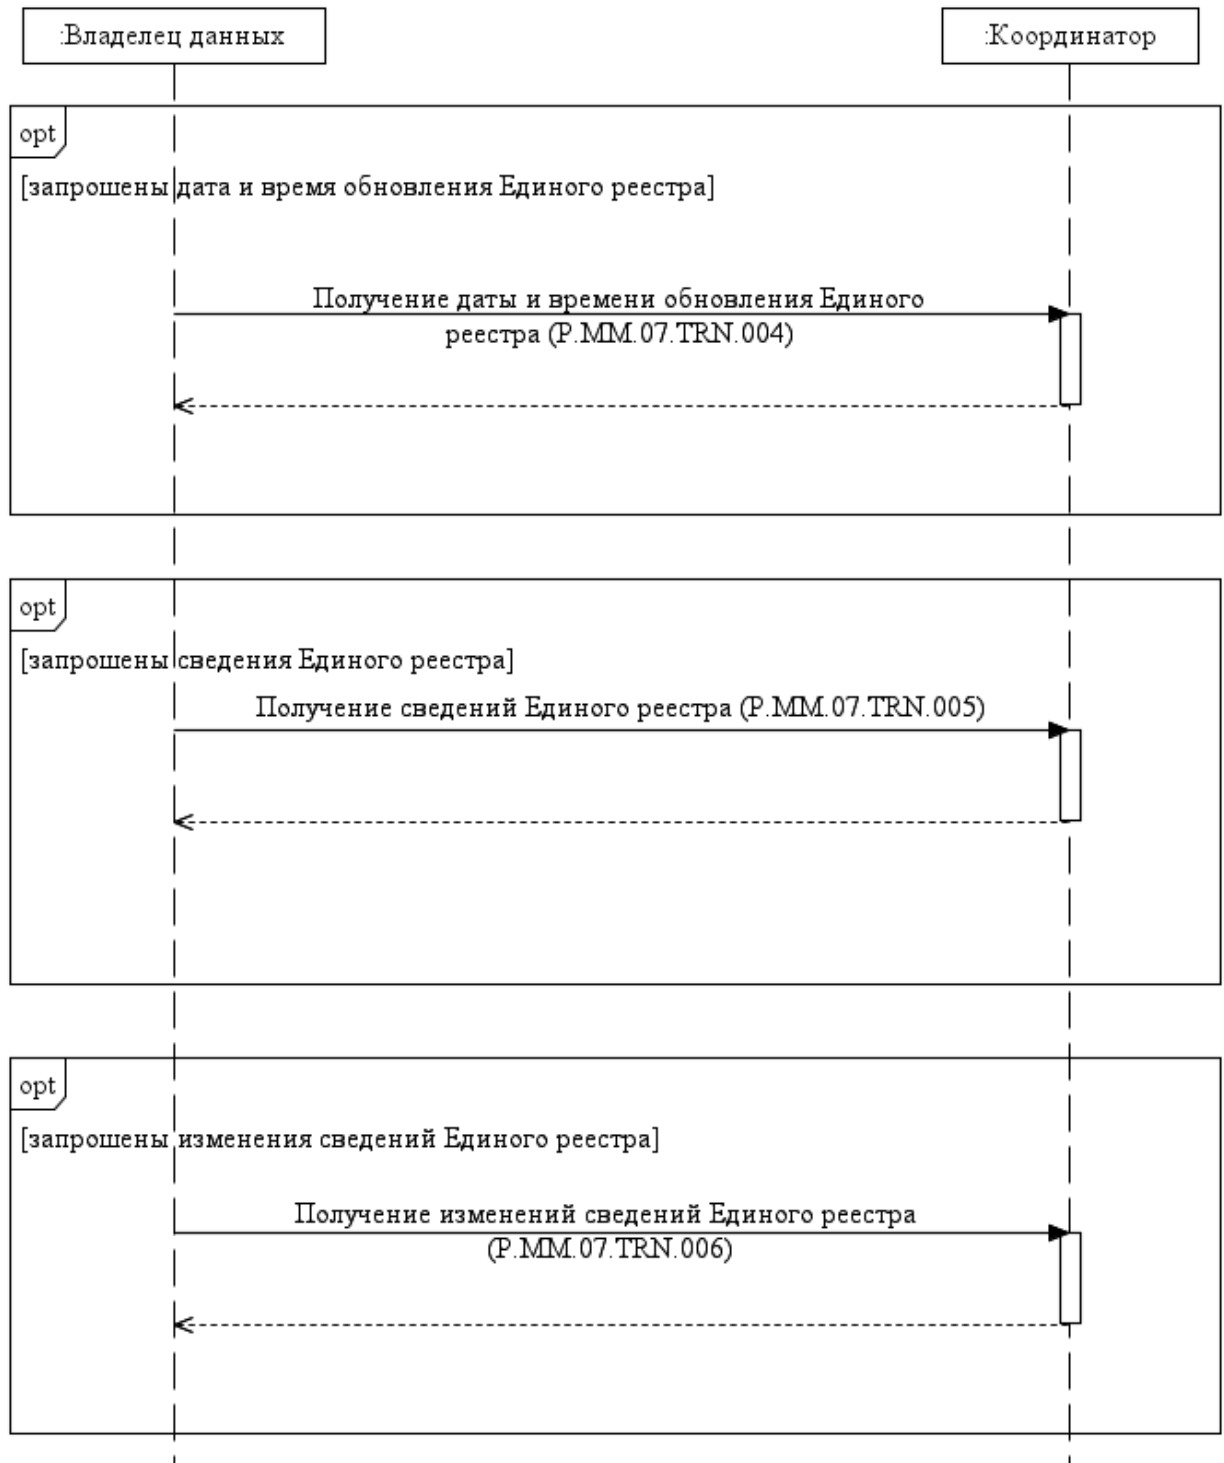 :Владелец данных
:Координатор
opt
[запрошены дата и время обновления Единого реестра]
Получение даты и времени обновления Единого
реестра (P.MM.07.TRN.004)
opt
[запрошены сведения Единого реестра]
Получение сведений Единого реестра (P.MM.07.TRN.005)
opt
[запрошены изменения сведений Единого реестра]
Получение изменений сведений Единого реестра
(P.MM.07.TRN.006)